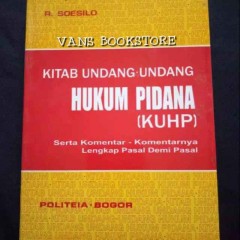 R. SOESILO
VANS BOOKSTORE
KITAB UNDANG-UNDANG
HUKUM PIDANA
(KUHP)
Serta Komentar - Komentarnya
Lengkap Pasal Demi Pasal
POLITEIA - BOGOR